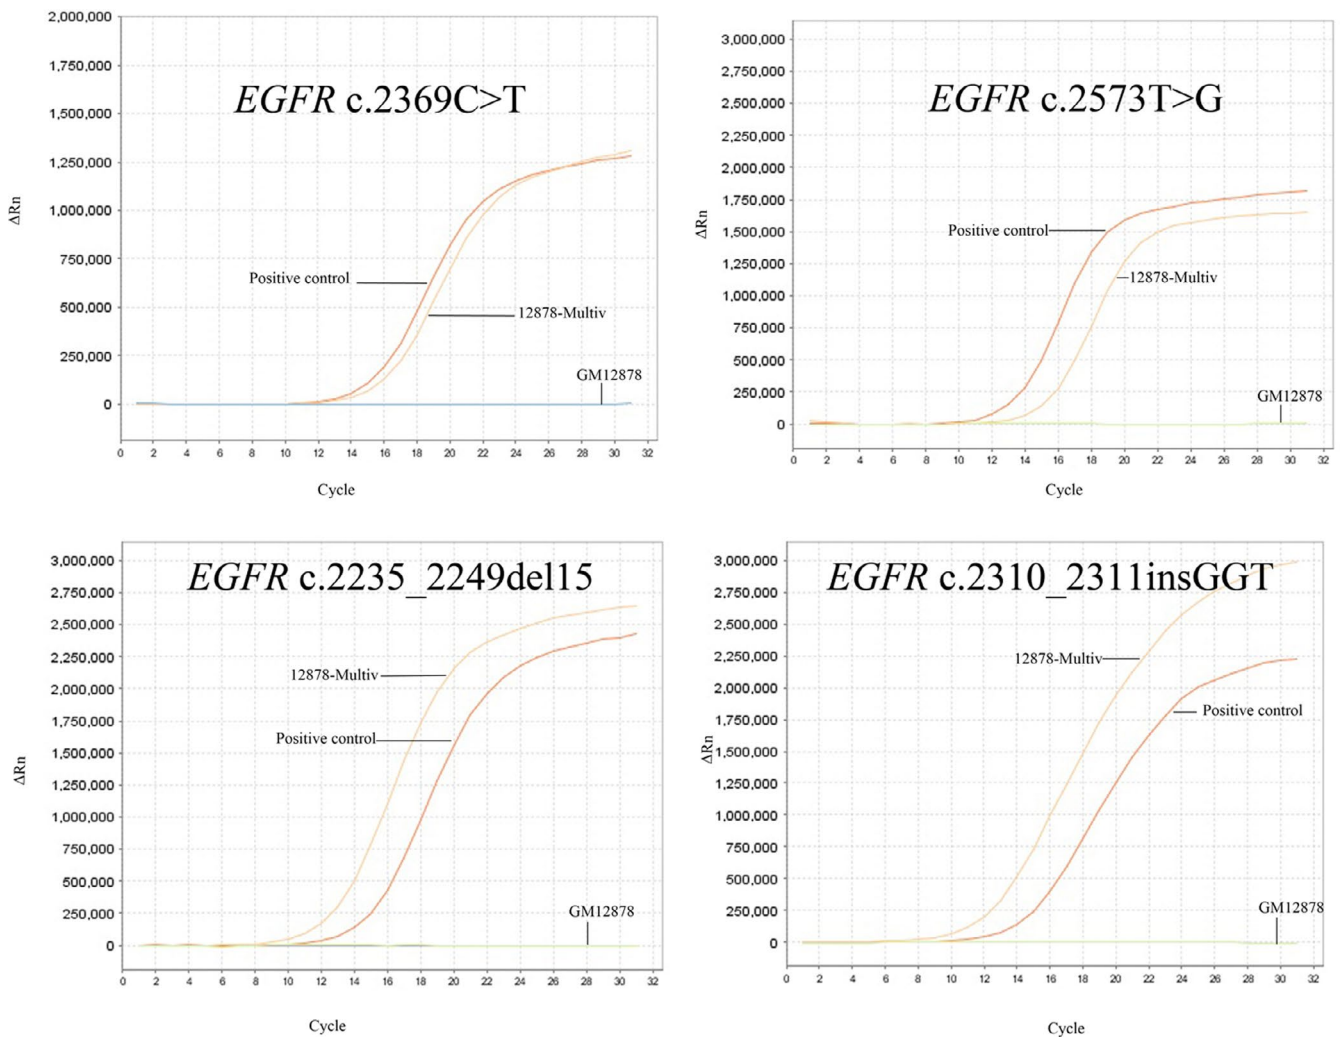 2,000,000
1,750,000
1,500,000
1,250,000
1,000,000
750,000
500,000
250,000
0
ΔRn
EGFR c.2369C>T
Positive control
12878-Multiv
GM12878
0 2 4 6 8 10 12 14 16 18 20 22 24 26 28 30 32
Cycle
3,000,000
2,750,000
2,500,000
2,250,000
2,000,000
1,750,000
1,500,000
1,250,000
1,000,000
750,000
500,000
250,000
0
ΔRn
EGFR c.2573T>G
Positive control
12878-Multiv
GM12878
0 2 4 6 8 10 12 14 16 18 20 22 24 26 28 30 32
Cycle
3,000,000
2,750,000
2,500,000
2,250,000
2,000,000
1,750,000
1,500,000
1,250,000
1,000,000
750,000
500,000
250,000
0
ΔRn
EGFR c.2235_2249del15
12878-Multiv
Positive control
GM12878
0 2 4 6 8 10 12 14 16 18 20 22 24 26 28 30 32
Cycle
3,000,000
2,750,000
2,500,000
2,250,000
2,000,000
1,750,000
1,500,000
1,250,000
1,000,000
750,000
500,000
250,000
0
ΔRn
EGFR c.2310_2311insGGT
12878-Multiv
Positive control
GM12878
0 2 4 6 8 10 12 14 16 18 20 22 24 26 28 30 32
Cycle